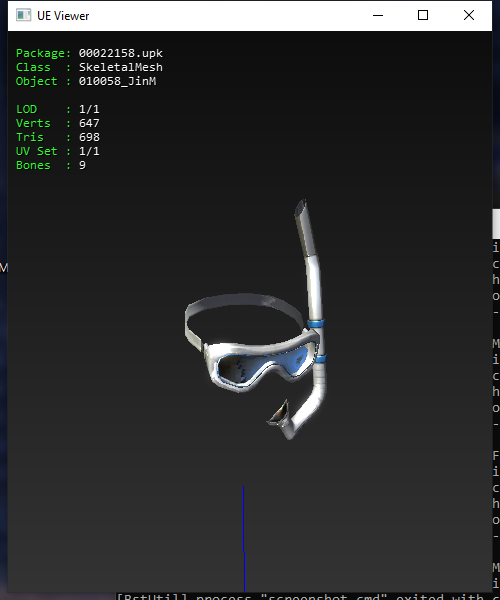 UE Viewer
Package: 00022158.upk
Class  : SkeletalMesh
Object : 010058_JinM
LOD    : 1/1
Verts  : 647
Tris   : 698
UV Set : 1/1
Bones  : 9
M
i
c
h
o
-
M
i
c
h
o
-
F
i
c
h
o
-
M
i